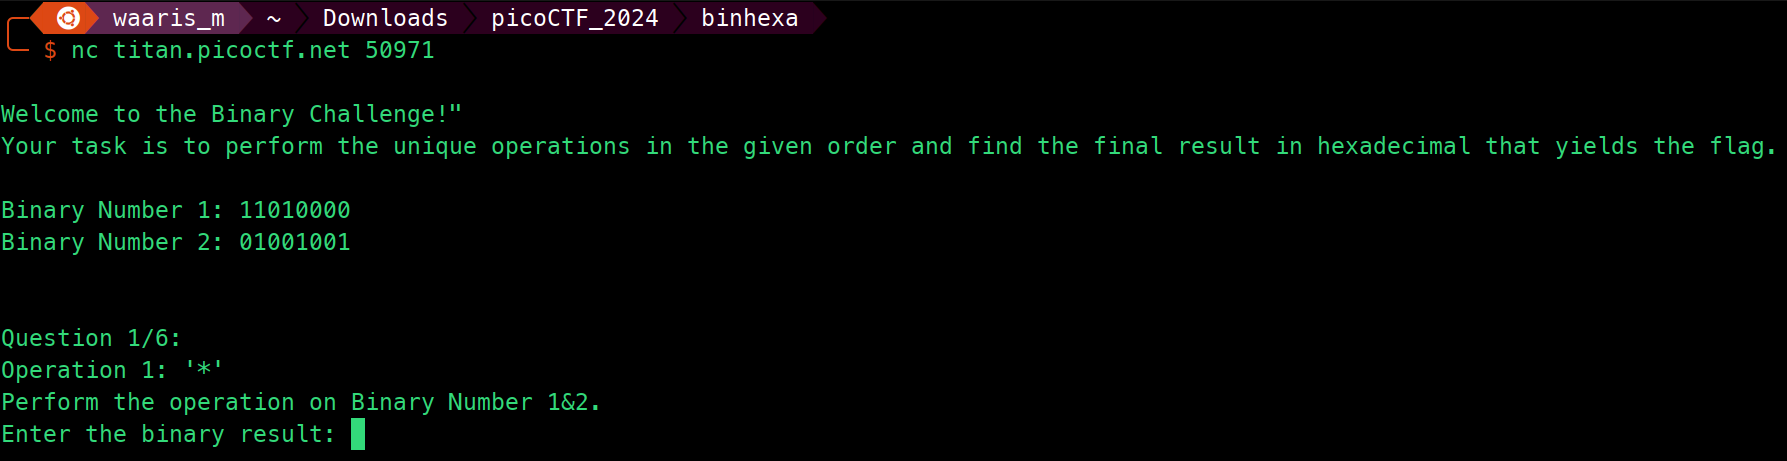 waaris_m ~ Downloads picoCTF_2024 binhexa
$ nc titan.picoctf.net 50971
Welcome to the Binary Challenge!"
Your task is to perform the unique operations in the given order and find the final result in hexadecimal that yields the flag.
Binary Number 1: 11010000
Binary Number 2: 01001001
Question 1/6:
Operation 1: '*'
Perform the operation on Binary Number 1&2.
Enter the binary result: